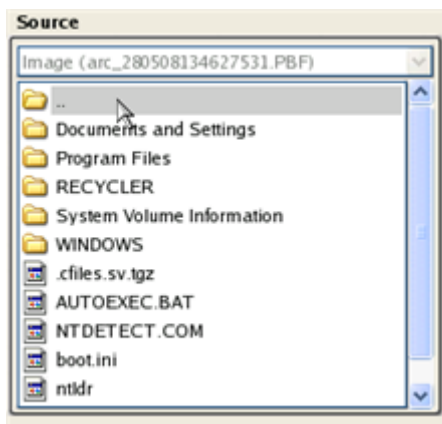 Source
Image (arc_280508134627531.PBF)
..
Documents and Settings
Program Files
RECYCLER
System Volume Information
WINDOWS
.cfiles.sv.tgz
AUTOEXEC.BAT
NTDETECT.COM
boot.ini
ntldr